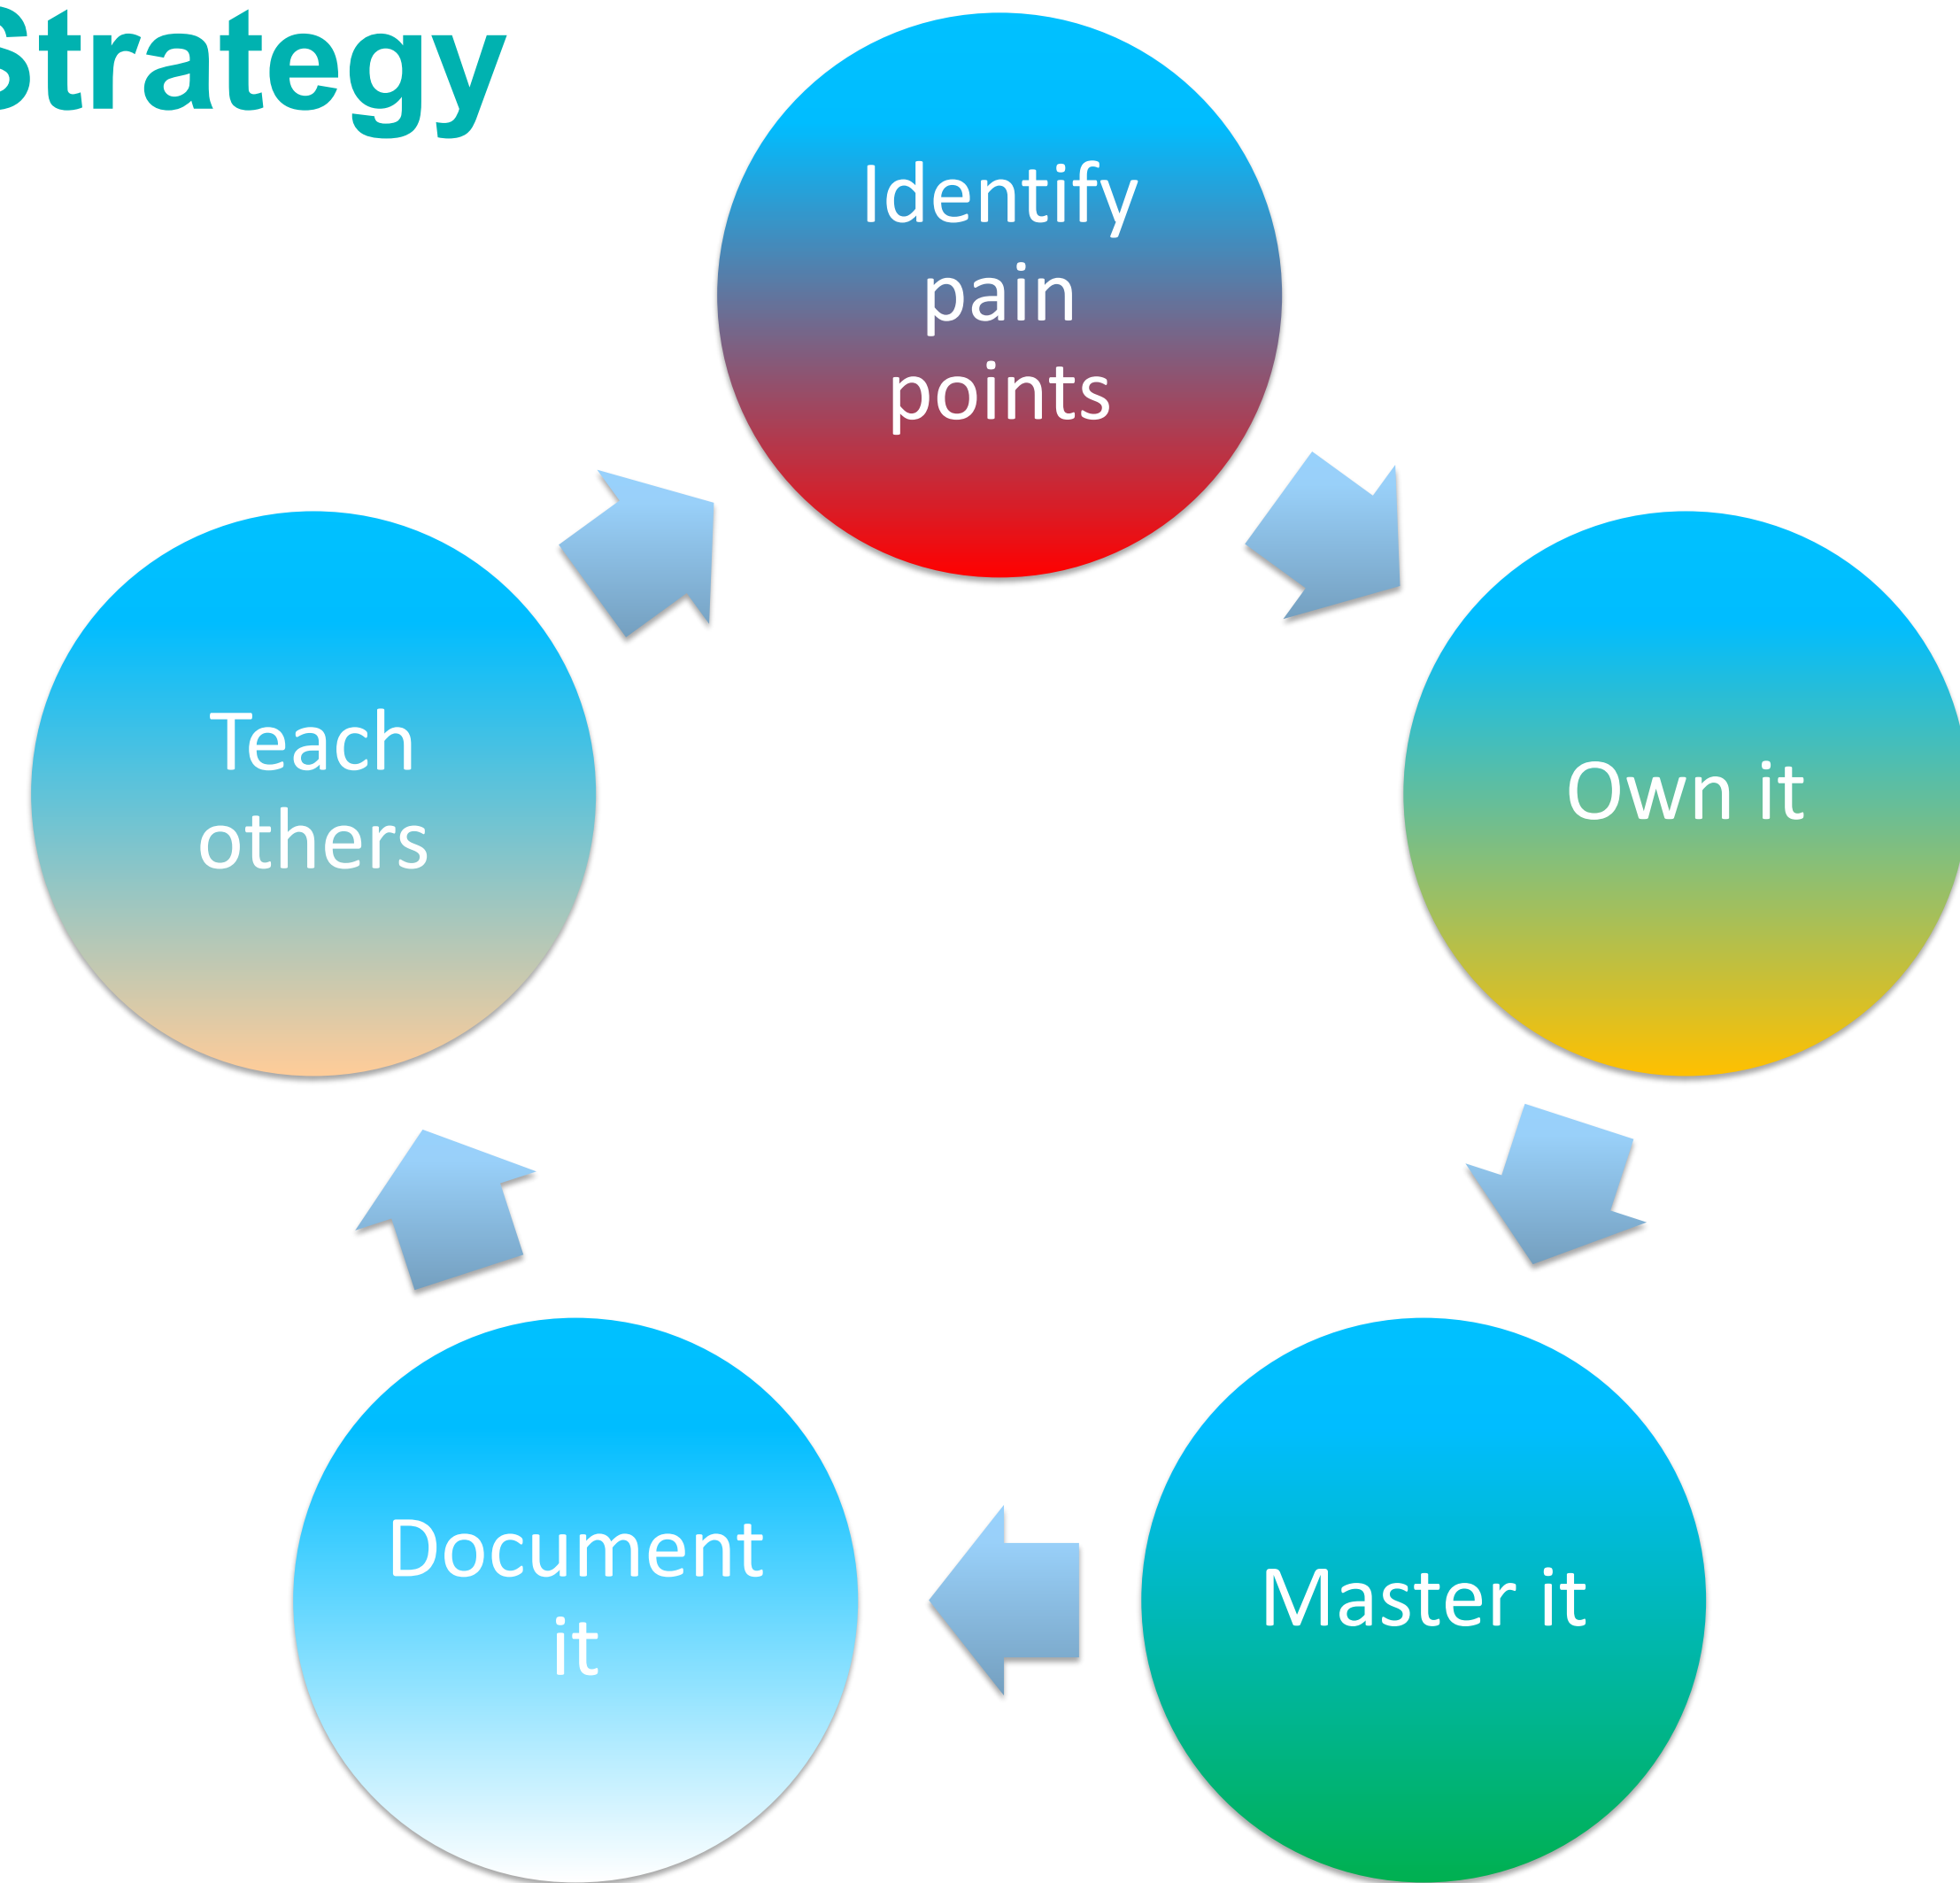 Strategy
Identify
pain
points
Own it
Master it
Document
it
Teach
others